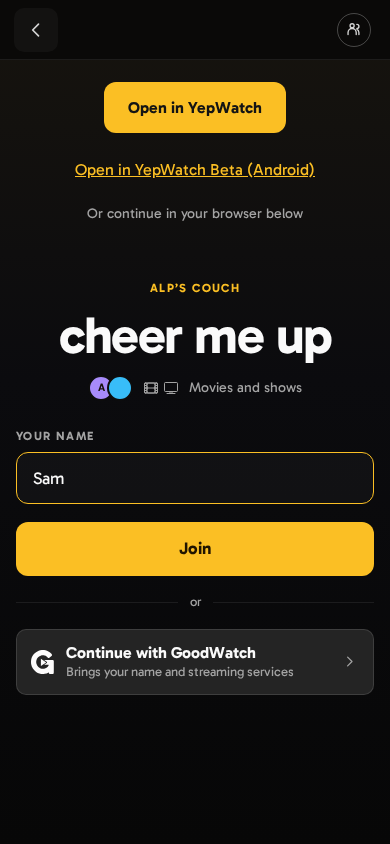 Open in YepWatch
Open in YepWatch Beta (Android)
Or continue in your browser below
ALP'S COUCH
cheer me up
A
Movies and shows
YOUR NAME
Sam
Join
or
G
Continue with GoodWatch
Brings your name and streaming services